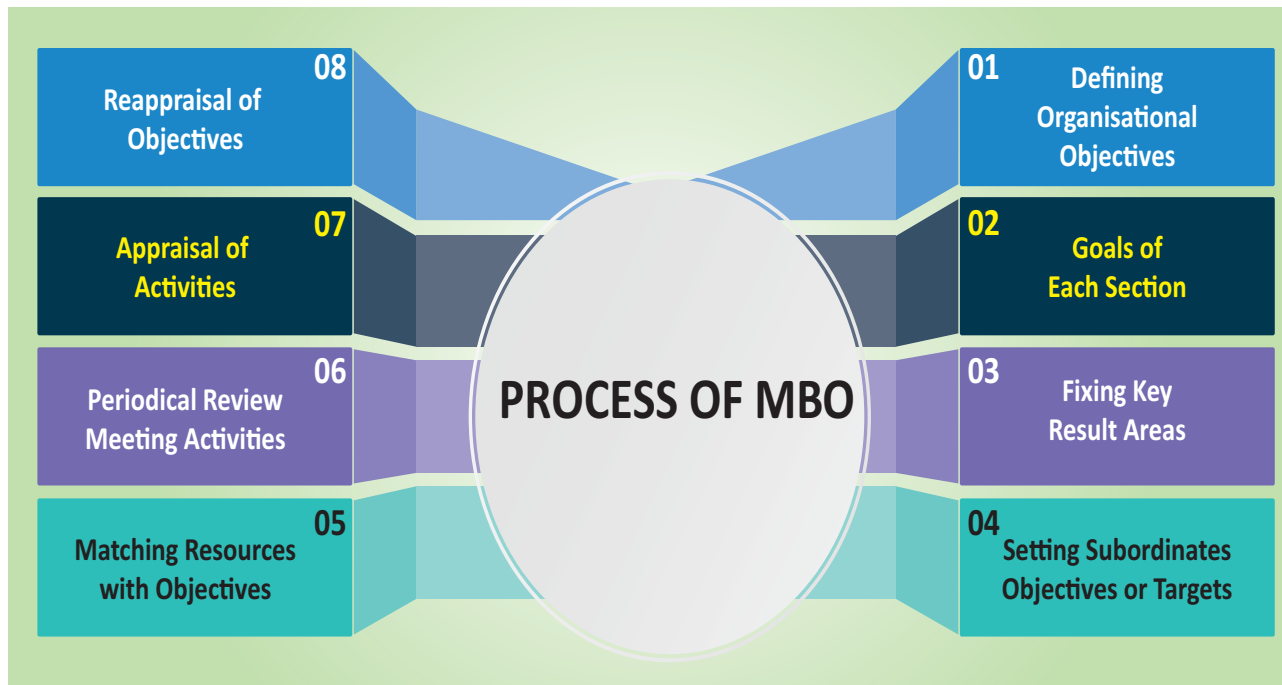 PROCESS OF MBO
01
Defining
Organisational
Objectives
02
Goals of
Each Section
03
Fixing Key
Result Areas
04
Setting Subordinates
Objectives or Targets
05
Matching Resources
with Objectives
06
Periodical Review
Meeting Activities
07
Appraisal of
Activities
08
Reappraisal of
Objectives